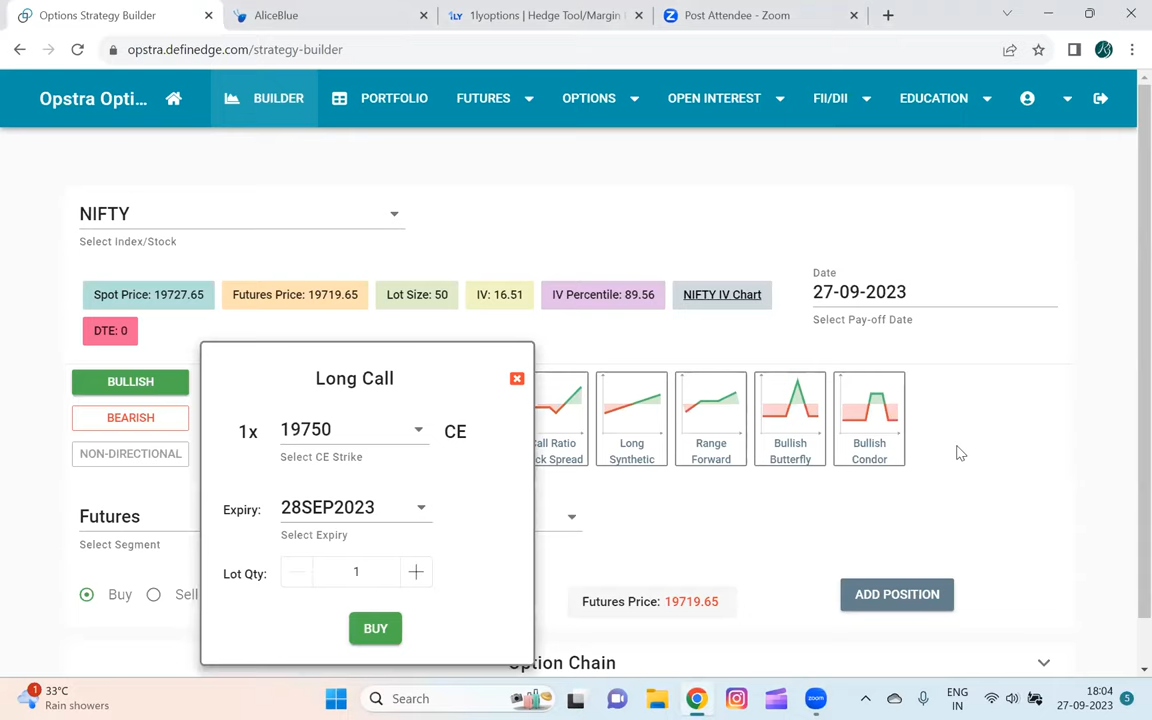 Options Strategy Builder
AliceBlue
1lyoptions | Hedge Tool/Margin
Post Attendee - Zoom
opstra.definedge.com/strategy-builder
Opstra Opti...
BUILDER
PORTFOLIO
FUTURES
OPTIONS
OPEN INTEREST
FII/DII
EDUCATION
NIFTY
Select Index/Stock
Date
27-09-2023
Select Pay-off Date
Spot Price: 19727.65
Futures Price: 19719.65
Lot Size: 50
IV: 16.51
IV Percentile: 89.56
NIFTY IV Chart
DTE: 0
BULLISH
BEARISH
NON-DIRECTIONAL
Long Call
1x
19750
CE
Select CE Strike
Expiry:
28SEP2023
Select Expiry
Lot Qty:
1
BUY
Call Ratio
ck Spread
Long
Synthetic
Range
Forward
Bullish
Butterfly
Bullish
Condor
Futures
Select Segment
Buy
Sell
Futures Price: 19719.65
ADD POSITION
Option Chain
1
33°C
Rain showers
Search
ENG
IN
18:04
27-09-2023
5